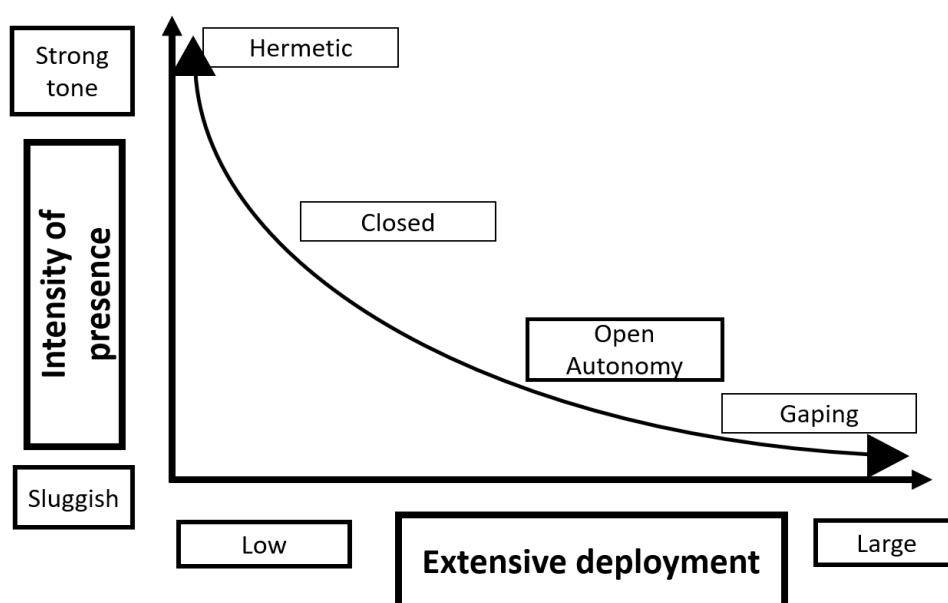 Strong
tone
Hermetic
Intensity of
presence
Closed
Open
Autonomy
Gaping
Sluggish
Low
Extensive deployment
Large